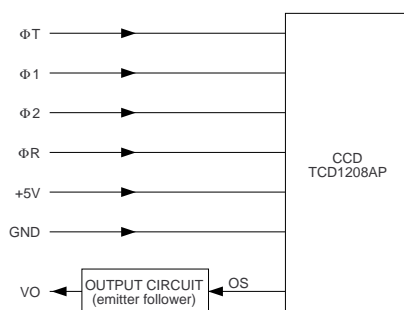 ΦT
Φ1
Φ2
ΦR
+5V
GND
VO
OUTPUT CIRCUIT
(emitter follower)
OS
CCD
TCD1208AP